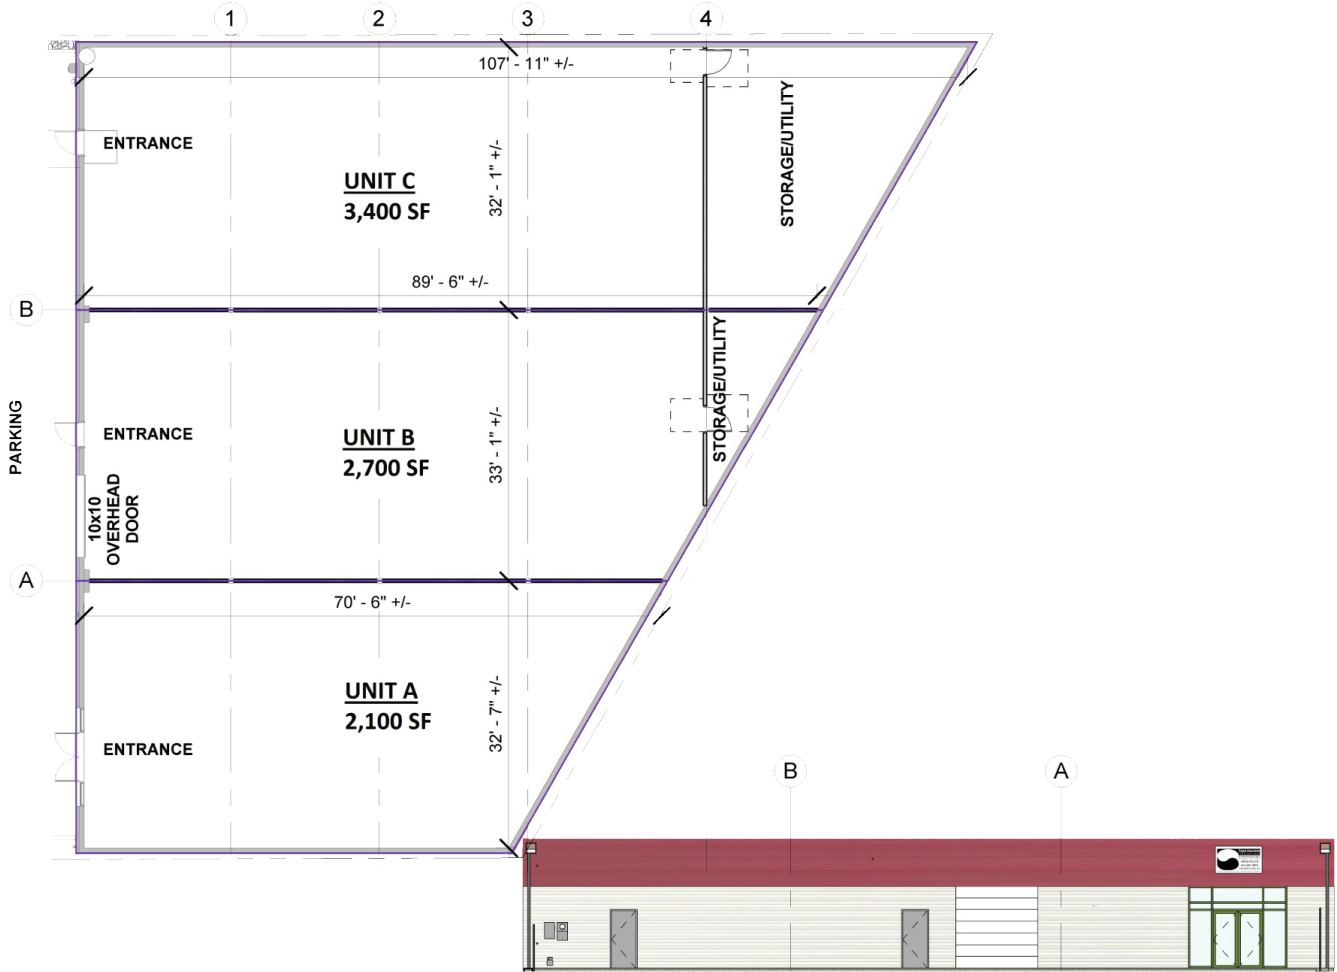 1
2
3
4
107' - 11" +/-
ENTRANCE
UNIT C
3,400 SF
32' - 1" +/-
STORAGE/UTILITY
89' - 6" +/-
B
PARKING
ENTRANCE
UNIT B
2,700 SF
33' - 1" +/-
STORAGE/UTILITY
10x10
OVERHEAD
DOOR
A
70' - 6" +/-
UNIT A
2,100 SF
32' - 7" +/-
ENTRANCE
B
A